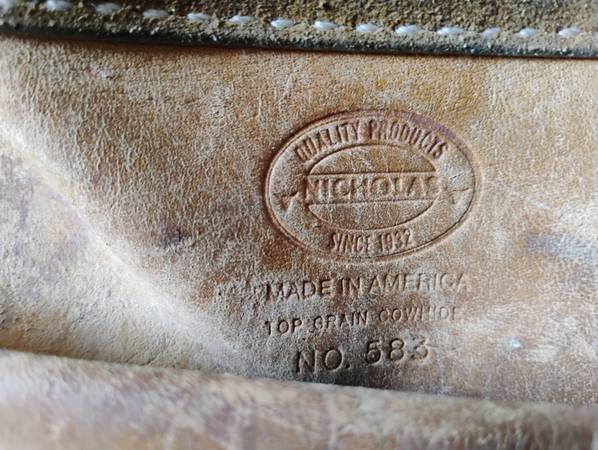 QUALITY PRODUCTS
NICHOLAS
SINCE 1932
MADE IN AMERICA
TOP GRAIN COWHIDE
NO. 583